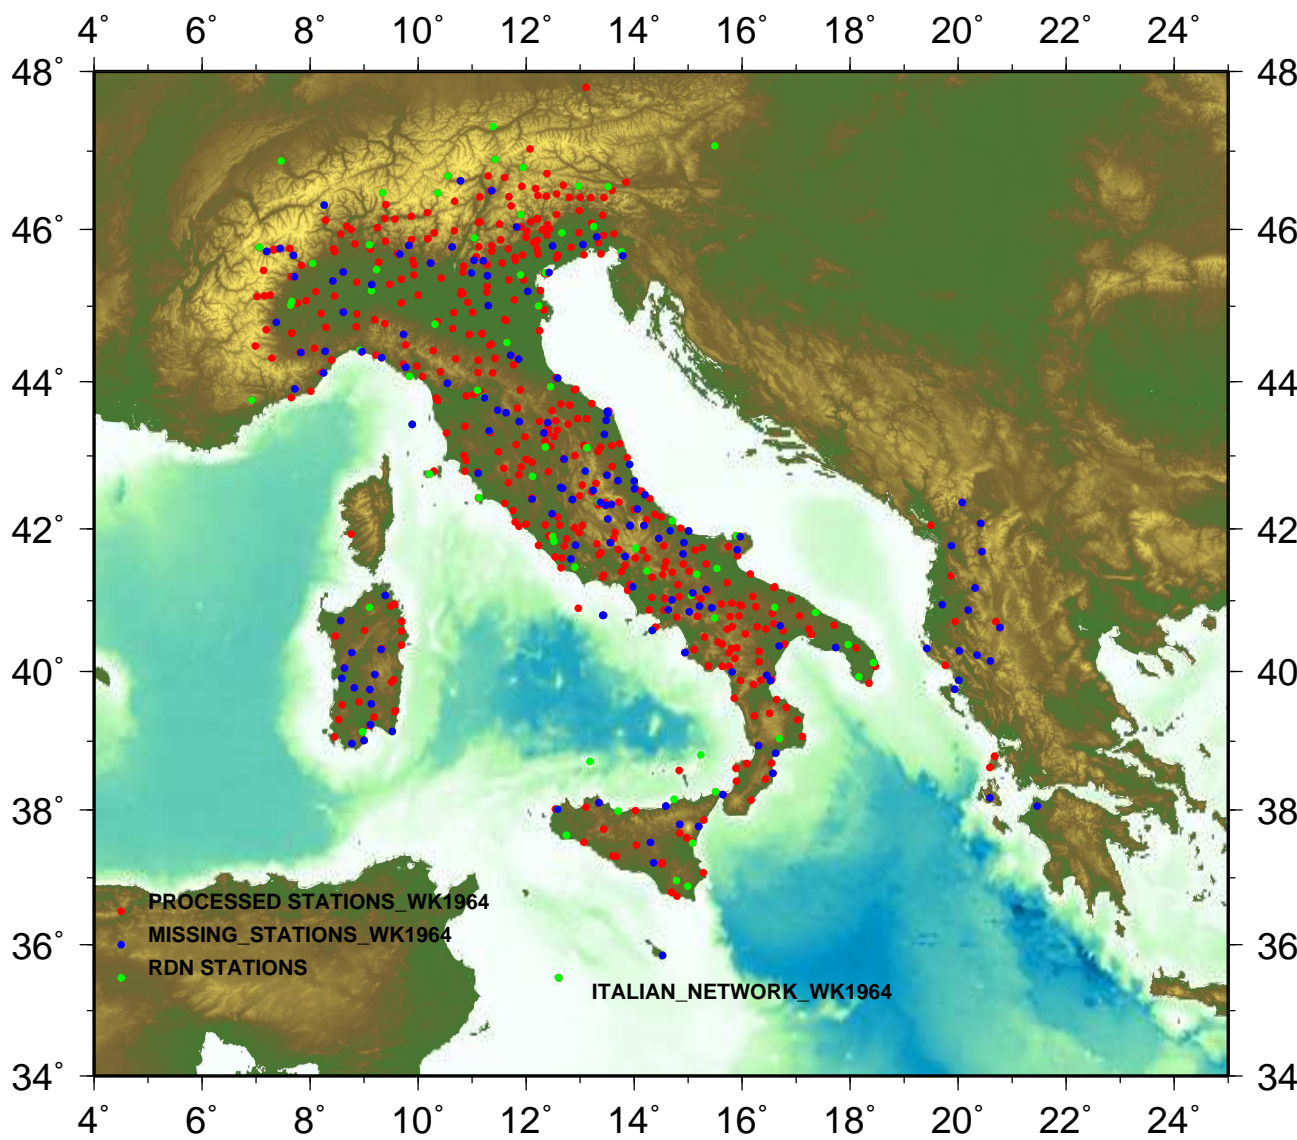 4° 6° 8° 10° 12° 14° 16° 18° 20° 22° 24°
48° 48°
46° 46°
44° 44°
42° 42°
40° 40°
38° 38°
PROCESSED STATIONS_WK1964
MISSING_STATIONS_WK1964
36° 36°
RDN STATIONS
ITALIAN_NETWORK_WK1964
34° 34°
4° 6° 8° 10° 12° 14° 16° 18° 20° 22° 24°